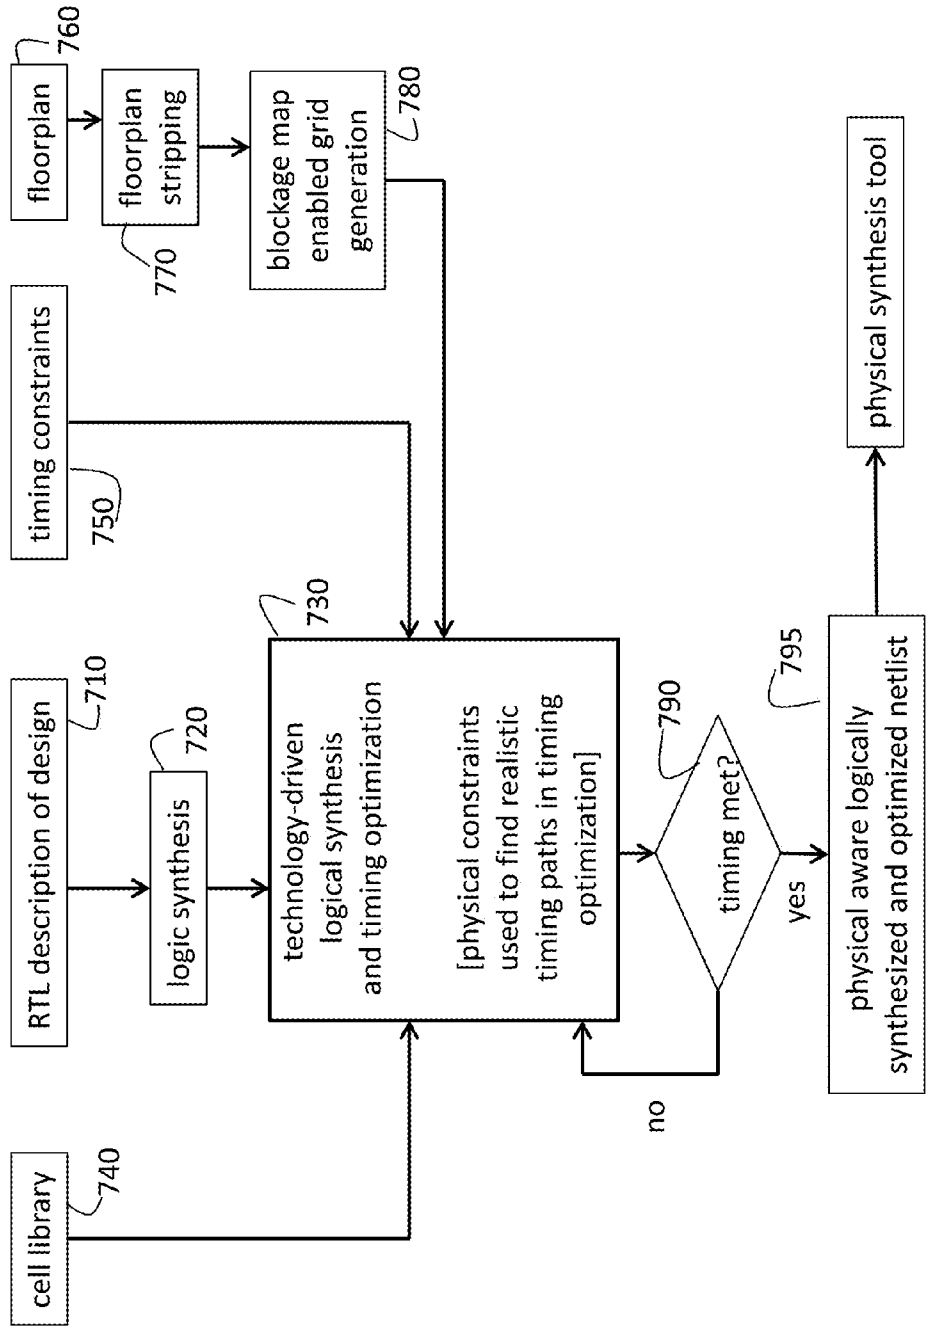 cell library
740
RTL description of design
710
timing constraints
750
floorplan
760
logic synthesis
720
floorplan
stripping
770
blockage map
enabled grid
generation
780
technology-driven
logical synthesis
and timing optimization
730
[physical constraints
used to find realistic
timing paths in timing
optimization]
no
timing met?
790
yes
physical aware logically
synthesized and optimized netlist
795
physical synthesis tool